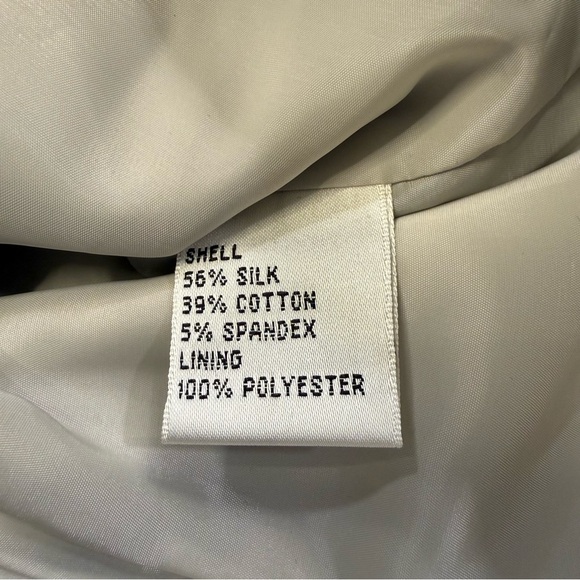 SHELL
56% SILK
39% COTTON
5% SPANDEX
LINING
100% POLYESTER